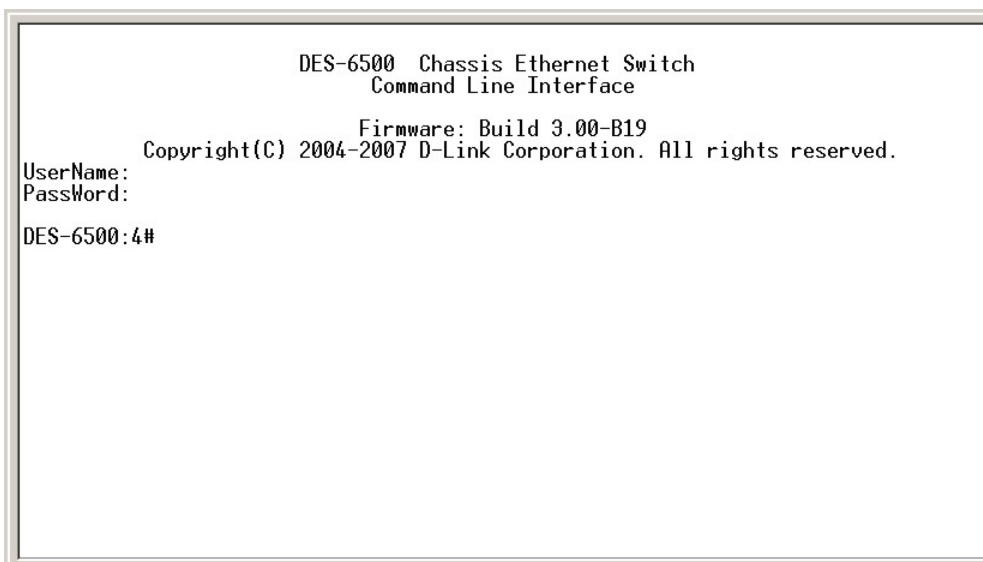 DES-6500 Chassis Ethernet Switch
Command Line Interface
Firmware: Build 3.00-B19
Copyright(C) 2004-2007 D-Link Corporation. All rights reserved.
UserName:
PassWord:
DES-6500:4#